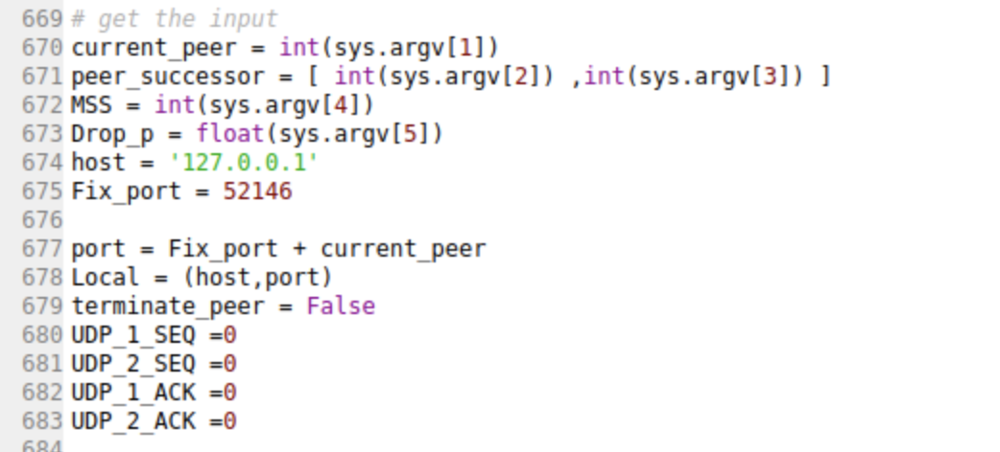 669 # get the input
670 current_peer = int(sys.argv[1])
671 peer_successor = [ int(sys.argv[2]) ,int(sys.argv[3]) ]
672 MSS = int(sys.argv[4])
673 Drop_p = float(sys.argv[5])
674 host = '127.0.0.1'
675 Fix_port = 52146
676
677 port = Fix_port + current_peer
678 Local = (host,port)
679 terminate_peer = False
680 UDP_1_SEQ =0
681 UDP_2_SEQ =0
682 UDP_1_ACK =0
683 UDP_2_ACK =0
684